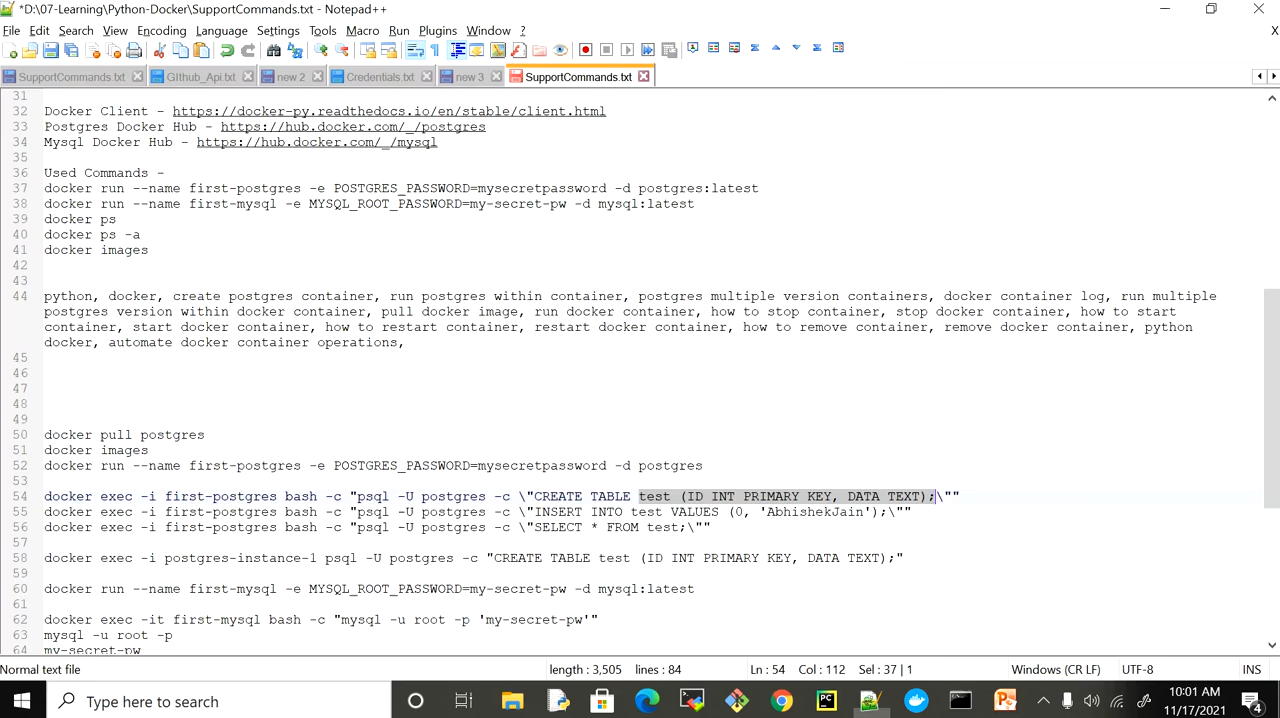 *D:\07-Learning\Python-Docker\SupportCommands.txt - Notepad++
File Edit Search View Encoding Language Settings Tools Macro Run Plugins Window ? X
SupportCommands.txt Github_Api.txt new 2 Credentials.txt new 3 SupportCommands.txt
31
32 Docker Client - https://docker-py.readthedocs.io/en/stable/client.html
33 Postgres Docker Hub - https://hub.docker.com/_/postgres
34 Mysql Docker Hub - https://hub.docker.com/_/mysql
35
36 Used Commands -
37 docker run --name first-postgres -e POSTGRES_PASSWORD=mysecretpassword -d postgres:latest
38 docker run --name first-mysql -e MYSQL_ROOT_PASSWORD=my-secret-pw -d mysql:latest
39 docker ps
40 docker ps -a
41 docker images
42
43
44 python, docker, create postgres container, run postgres within container, postgres multiple version containers, docker container log, run multiple
postgres version within docker container, pull docker image, run docker container, how to stop container, stop docker container, how to start
container, start docker container, how to restart container, restart docker container, how to remove container, remove docker container, python
docker, automate docker container operations,
45
46
47
48
49
50 docker pull postgres
51 docker images
52 docker run --name first-postgres -e POSTGRES_PASSWORD=mysecretpassword -d postgres
53
54 docker exec -i first-postgres bash -c "psql -U postgres -c \"CREATE TABLE test (ID INT PRIMARY KEY, DATA TEXT);\""
55 docker exec -i first-postgres bash -c "psql -U postgres -c \"INSERT INTO test VALUES (0, 'AbhishekJain');\""
56 docker exec -i first-postgres bash -c "psql -U postgres -c \"SELECT * FROM test;\""
57
58 docker exec -i postgres-instance-1 psql -U postgres -c "CREATE TABLE test (ID INT PRIMARY KEY, DATA TEXT);"
59
60 docker run --name first-mysql -e MYSQL_ROOT_PASSWORD=my-secret-pw -d mysql:latest
61
62 docker exec -it first-mysql bash -c "mysql -u root -p 'my-secret-pw'"
63 mysql -u root -p
64 my-secret-pw
Normal text file length : 3,505 lines : 84 Ln : 54 Col : 112 Sel : 37 | 1 Windows (CR LF) UTF-8 INS
Type here to search
10:01 AM
11/17/2021
4